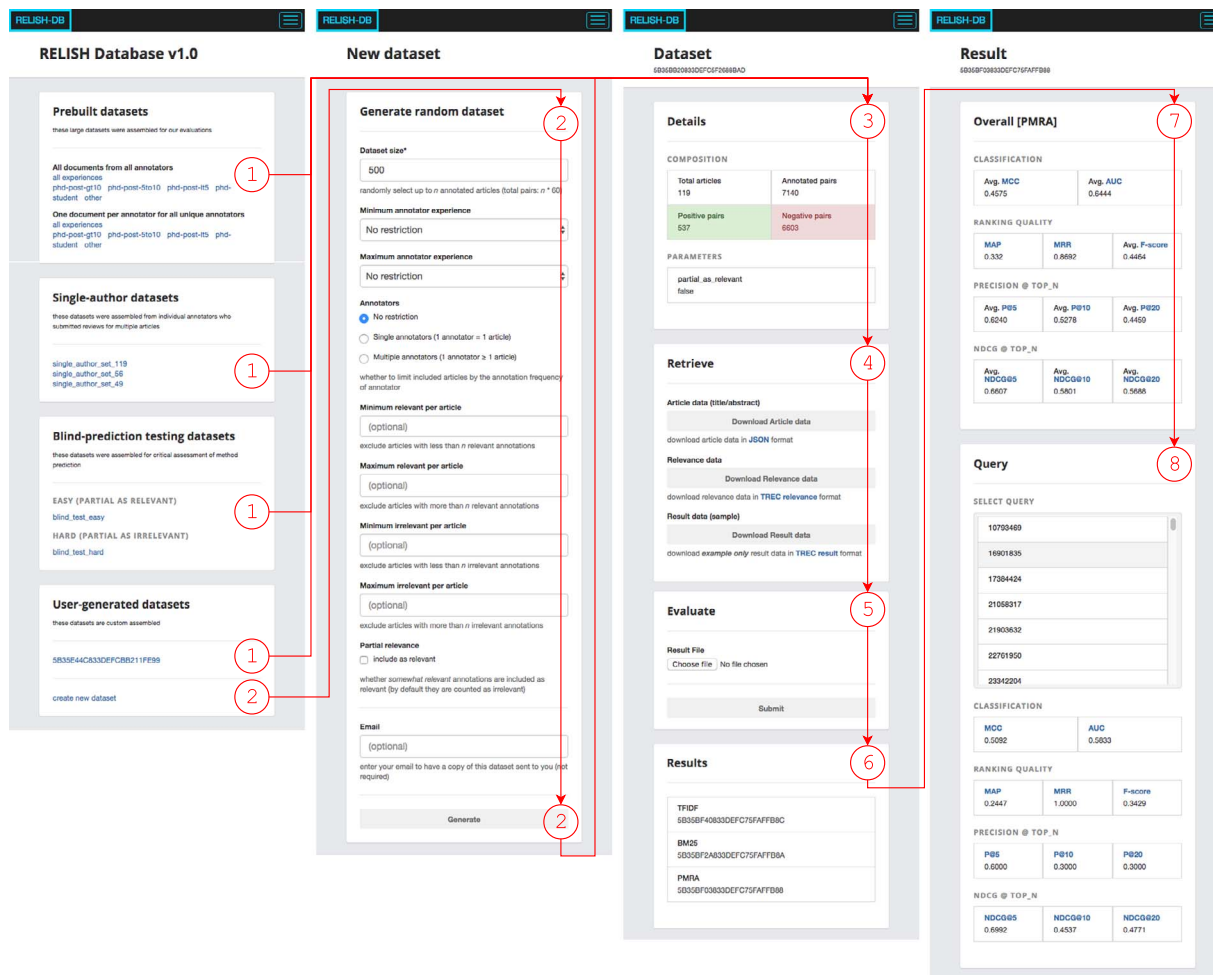 RELISH-DB
RELISH Database v1.0
Prebuilt datasets
these large datasets were assembled for our evaluations
All documents from all annotators
all experiences
phd-post-gt10 phd-post-5to10 phd-post-lt5 phd-
student other
One document per annotator for all unique annotators
all experiences
phd-post-gt10 phd-post-5to10 phd-post-lt5 phd-
student other
1
Single-author datasets
these datasets were assembled from individual annotators who
submitted reviews for multiple articles
single_author_set_119
single_author_set_56
single_author_set_49
1
Blind-prediction testing datasets
these datasets were assembled for critical assessment of method
prediction
EASY (PARTIAL AS RELEVANT)
blind_test_easy
HARD (PARTIAL AS IRRELEVANT)
blind_test_hard
1
User-generated datasets
these datasets are custom assembled
5B35E44C833DEFCBB211FE99
1
create new dataset
2
RELISH-DB
New dataset
Generate random dataset
2
Dataset size*
500
randomly select up to n annotated articles (total pairs: n * 60)
Minimum annotator experience
No restriction
Maximum annotator experience
No restriction
Annotators
No restriction
Single annotators (1 annotator = 1 article)
Multiple annotators (1 annotator ≥ 1 article)
whether to limit included articles by the annotation frequency
of annotator
Minimum relevant per article
(optional)
exclude articles with less than n relevant annotations
Maximum relevant per article
(optional)
exclude articles with more than n relevant annotations
Minimum irrelevant per article
(optional)
exclude articles with less than n irrelevant annotations
Maximum irrelevant per article
(optional)
exclude articles with more than n irrelevant annotations
Partial relevance
include as relevant
whether somewhat relevant annotations are included as
relevant (by default they are counted as irrelevant)
Email
(optional)
enter your email to have a copy of this dataset sent to you (not
required)
Generate
2
RELISH-DB
Dataset
5B35BB20833DEFC5F2688BAD
Details
3
COMPOSITION
Total articles
119
Annotated pairs
7140
Positive pairs
537
Negative pairs
6603
PARAMETERS
partial_as_relevant
false
Retrieve
4
Article data (title/abstract)
Download Article data
download article data in JSON format
Relevance data
Download Relevance data
download relevance data in TREC relevance format
Result data (sample)
Download Result data
download example only result data in TREC result format
Evaluate
5
Result File
Choose file No file chosen
Submit
Results
6
TFIDF
5B35BF40833DEFC75FAFFB8C
BM25
5B35BF2A833DEFC75FAFFB8A
PMRA
5B35BF03833DEFC75FAFFB88
RELISH-DB
Result
5B35BF03833DEFC75FAFFB88
Overall [PMRA]
7
CLASSIFICATION
Avg. MCC
0.4575
Avg. AUC
0.6444
RANKING QUALITY
MAP
0.332
MRR
0.8692
Avg. F-score
0.4464
PRECISION @ TOP_N
Avg. P@5
0.6240
Avg. P@10
0.5278
Avg. P@20
0.4459
NDCG @ TOP_N
Avg.
NDCG@5
0.6607
Avg.
NDCG@10
0.5801
Avg.
NDCG@20
0.5688
Query
8
SELECT QUERY
10793469
16901835
17384424
21058317
21903632
22761950
23342204
CLASSIFICATION
MCC
0.5092
AUC
0.5833
RANKING QUALITY
MAP
0.2447
MRR
1.0000
F-score
0.3429
PRECISION @ TOP_N
P@5
0.6000
P@10
0.3000
P@20
0.3000
NDCG @ TOP_N
NDCG@5
0.6992
NDCG@10
0.4537
NDCG@20
0.4771